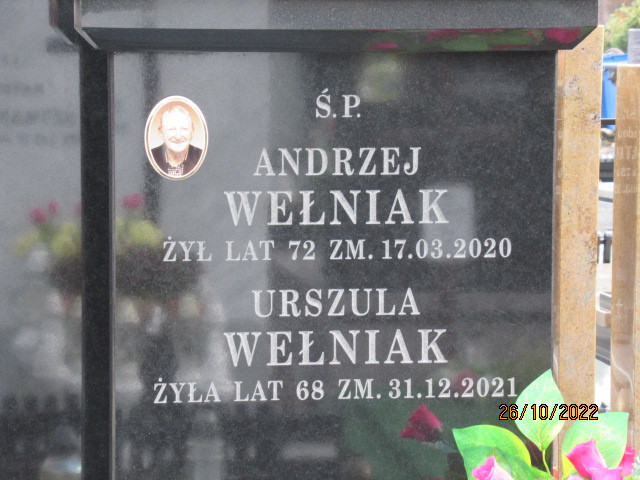 Ś.P.
ANDRZEJ
WEŁNIAK
ŻYŁ LAT 72 ZM. 17.03.2020
URSZULA
WEŁNIAK
ŻYŁA LAT 68 ZM. 31.12.2021
26/10/2022